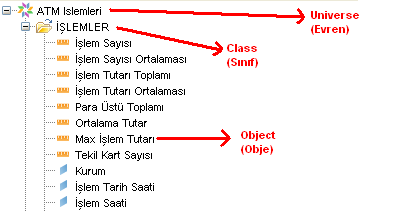 ATM Islemleri
Universe
(Evren)
İŞLEMLER
Class
(Sınıf)
İşlem Sayısı
İşlem Sayısı Ortalaması
İşlem Tutarı Toplamı
İşlem Tutarı Ortalaması
Para Üstü Toplamı
Ortalama Tutar
Max İşlem Tutarı
Object
(Obje)
Tekil Kart Sayısı
Kurum
İşlem Tarih Saati
İşlem Saati